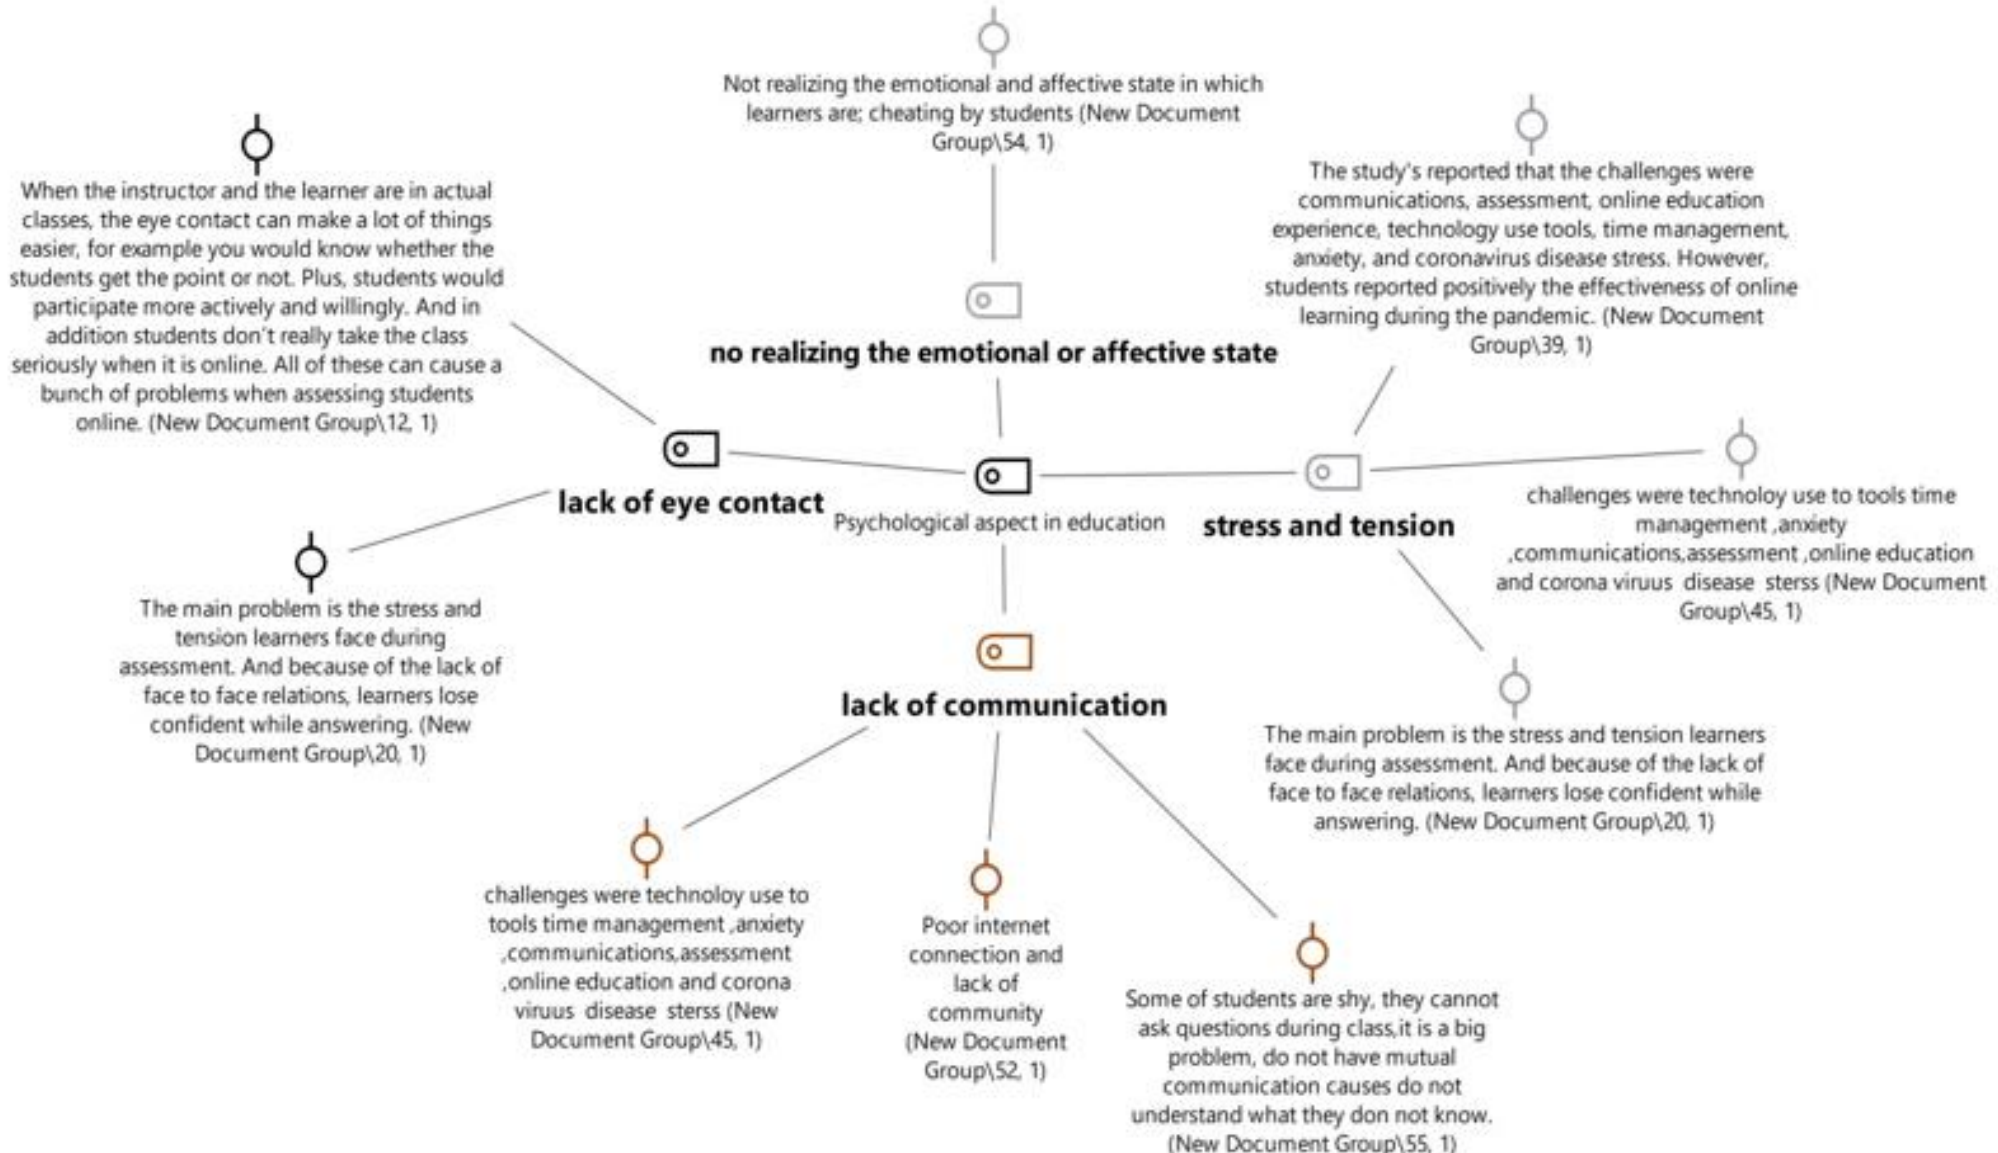 Not realizing the emotional and affective state in which
learners are; cheating by students (New Document
Group\54, 1)
When the instructor and the learner are in actual
classes, the eye contact can make a lot of things
easier, for example you would know whether the
students get the point or not. Plus, students would
participate more actively and willingly. And in
addition students don't really take the class
seriously when it is online. All of these can cause a
bunch of problems when assessing students
online. (New Document Group\12, 1)
The study's reported that the challenges were
communications, assessment, online education
experience, technology use tools, time management,
anxiety, and coronavirus disease stress. However,
students reported positively the effectiveness of online
learning during the pandemic. (New Document
Group\39, 1)
no realizing the emotional or affective state
lack of eye contact
Psychological aspect in education
stress and tension
challenges were technoloy use to tools time
management ,anxiety
,communications,assessment ,online education
and corona viruus disease sterss (New Document
Group\45, 1)
The main problem is the stress and
tension learners face during
assessment. And because of the lack of
face to face relations, learners lose
confident while answering. (New
Document Group\20, 1)
lack of communication
The main problem is the stress and tension learners
face during assessment. And because of the lack of
face to face relations, learners lose confident while
answering. (New Document Group\20, 1)
challenges were technoloy use to
tools time management ,anxiety
,communications,assessment
,online education and corona
viruus disease sterss (New
Document Group\45, 1)
Poor internet
connection and
lack of
community
(New Document
Group\52, 1)
Some of students are shy, they cannot
ask questions during class,it is a big
problem, do not have mutual
communication causes do not
understand what they don not know.
(New Document Group\55, 1)